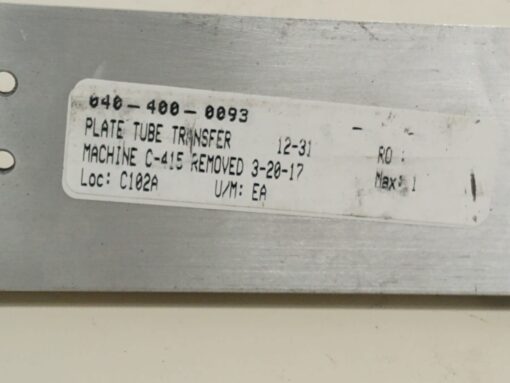 040-400-0093
PLATE TUBE TRANSFER 12-31 RO :
MACHINE C-415 REMOVED 3-20-17 Max: 1
Loc: C102A U/M: EA